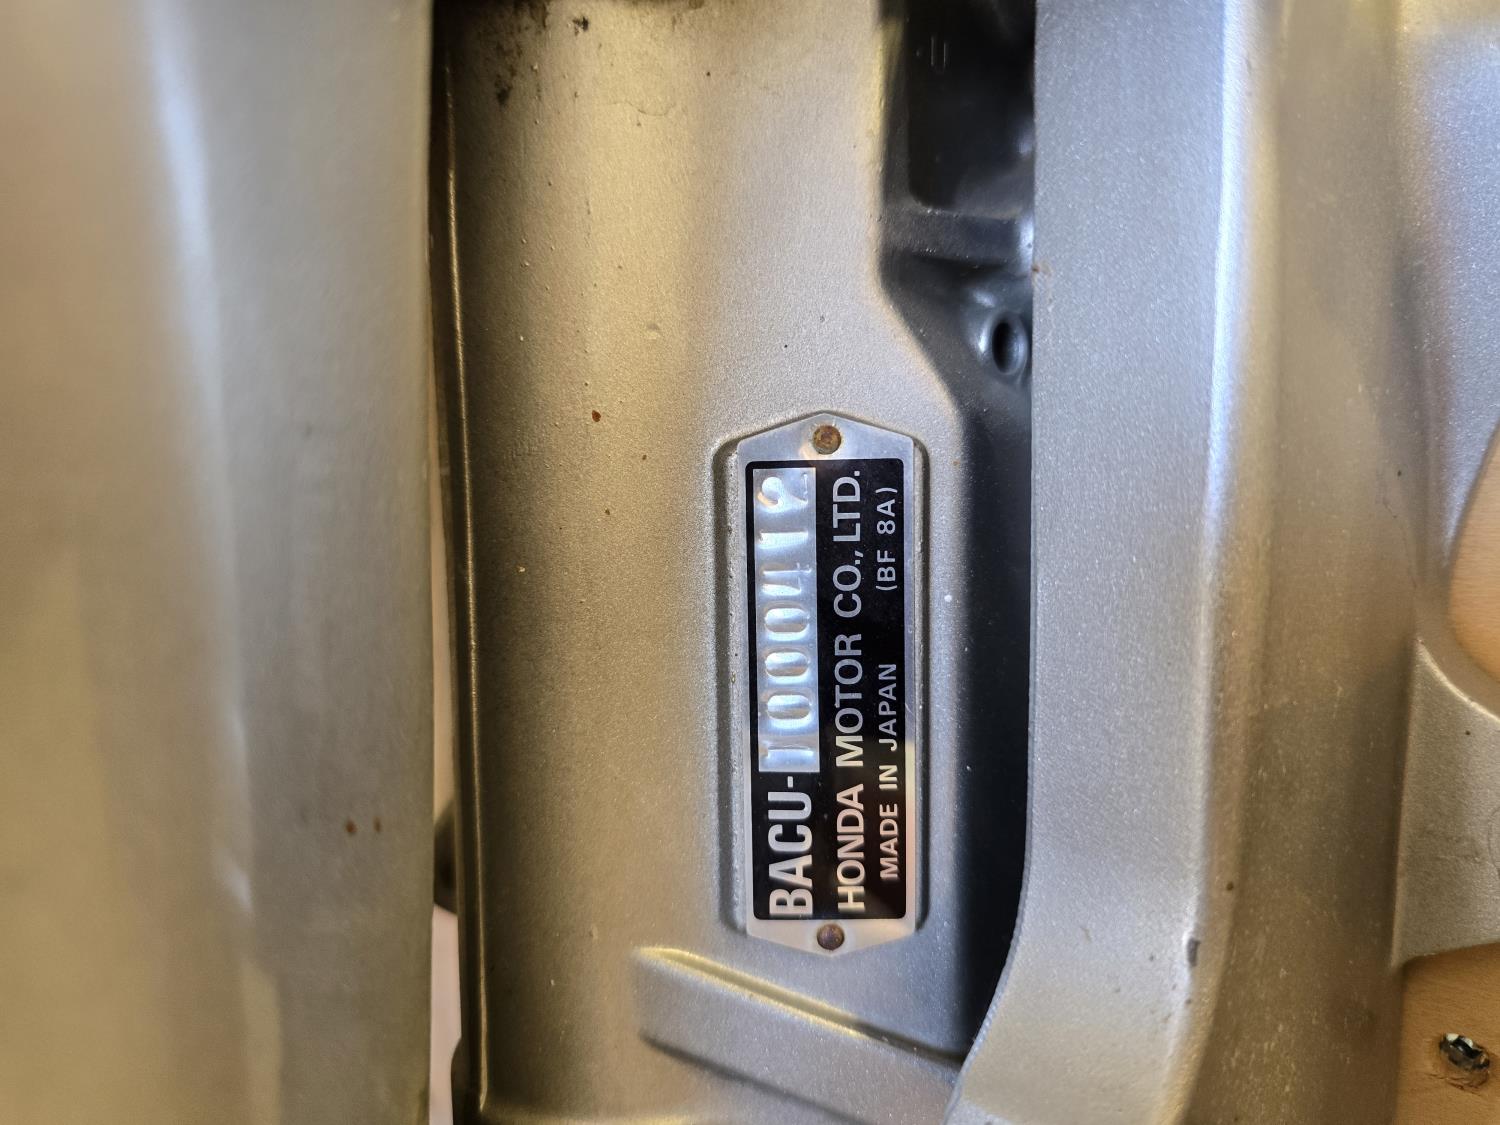 BACU-1000412
HONDA MOTOR CO., LTD.
MADE IN JAPAN (BF 8A)